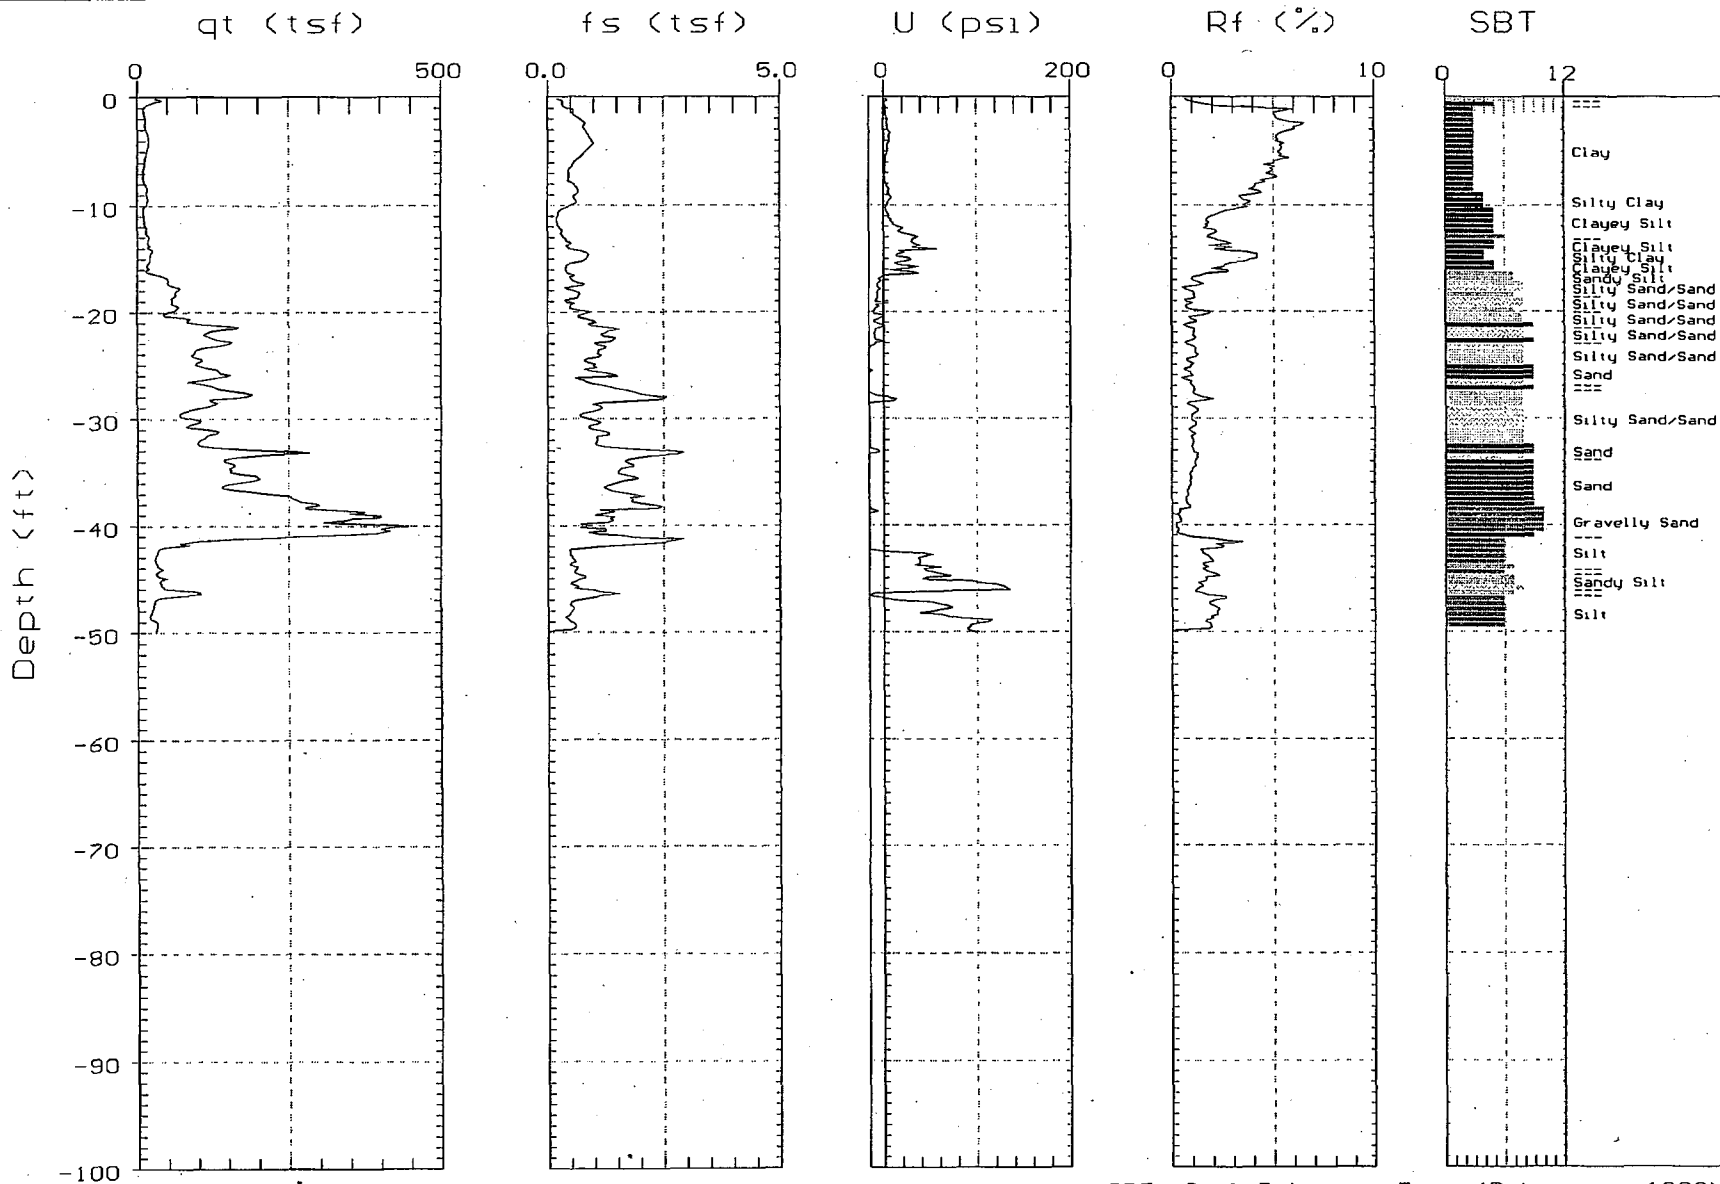 qt (tsf) fs (tsf) U (psi) Rf (%) SBT
0 500 0.0 5.0 0 200 0 10 0 12
0
-10
-20
-30
-40
-50
-60
-70
-80
-90
-100
Depth (ft)
===
Clay
Silty Clay
Clayey Silt
===
Clayey Silt
Silty Clay
Clayey Silt
Sandy Silt
Silty Sand/Sand
Silty Sand/Sand
Silty Sand/Sand
Silty Sand/Sand
===
Silty Sand/Sand
Sand
===
Silty Sand/Sand
Sand
---
Sand
Gravelly Sand
---
Silt
===
Sandy Silt
===
Silt